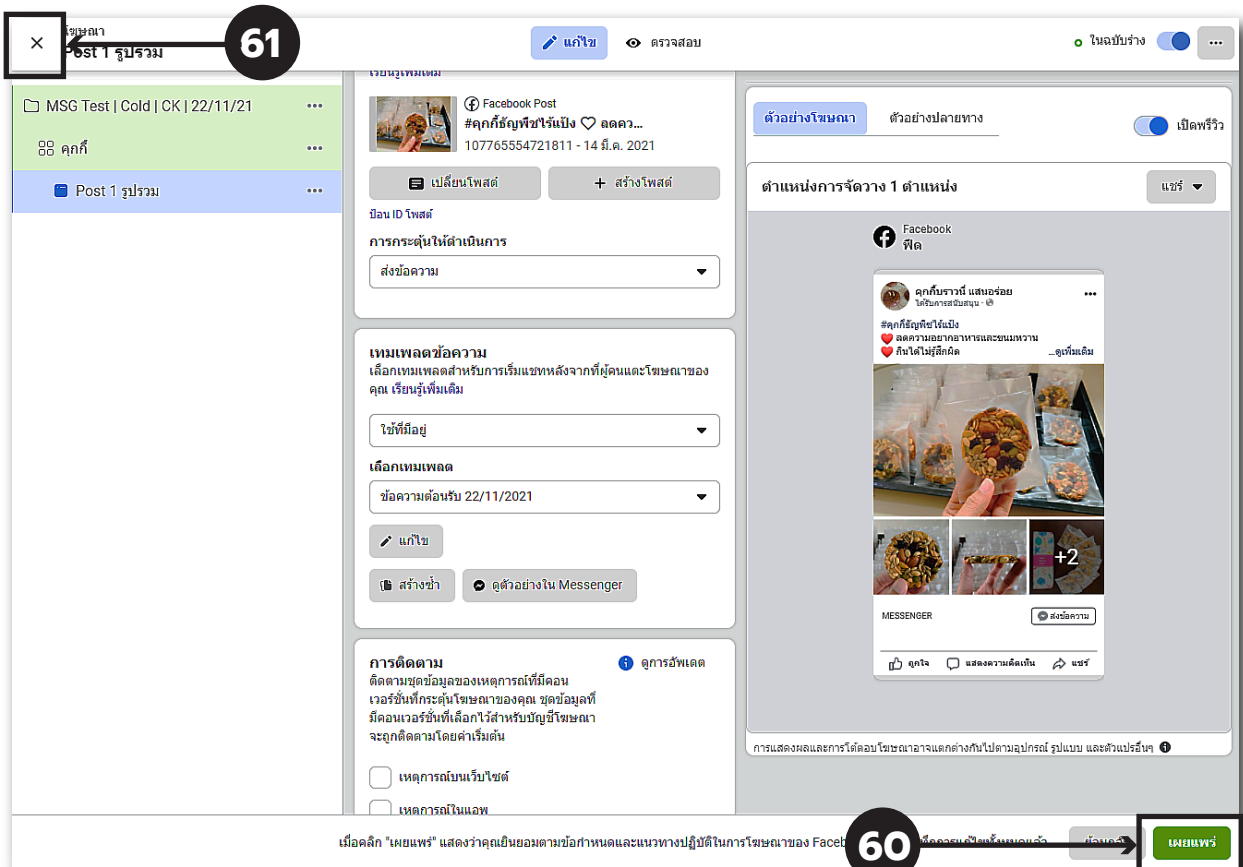 โฆษณา
Post 1 รูปรวม
61
แก้ไข
ตรวจสอบ
ในฉบับร่าง
MSG Test | Cold | CK | 22/11/21
คุกกี้
Post 1 รูปรวม
เรียนรู้เพิ่มเติม
Facebook Post
#คุกกี้ธัญพืชไร้แป้ง ♡ ลดคว...
107765554721811 - 14 มี.ค. 2021
เปลี่ยนโพสต์
+ สร้างโพสต์
ป้อน ID โพสต์
การกระตุ้นให้ดำเนินการ
ส่งข้อความ
เทมเพลตข้อความ
เลือกเทมเพลตสำหรับการเริ่มแชทหลังจากที่ผู้คนแตะโฆษณาของ
คุณ เรียนรู้เพิ่มเติม
ใช้ที่มีอยู่
เลือกเทมเพลต
ข้อความต้อนรับ 22/11/2021
แก้ไข
สร้างซ้ำ
ดูตัวอย่างใน Messenger
การติดตาม
ดูการอัพเดต
ติดตามชุดข้อมูลของเหตุการณ์ที่มีคอน
เวอร์ชั่นที่กระตุ้นโฆษณาของคุณ ชุดข้อมูลที่
มีคอนเวอร์ชั่นที่เลือกไว้สำหรับบัญชีโฆษณา
จะถูกติดตามโดยค่าเริ่มต้น
เหตุการณ์บนเว็บไซต์
เหตุการณ์ในแอพ
ตัวอย่างโฆษณา
ตัวอย่างปลายทาง
เปิดพรีวิว
ตำแหน่งการจัดวาง 1 ตำแหน่ง
แชร์
Facebook
ฟีด
คุกกี้บราวนี่ แสนอร่อย
ได้รับการสนับสนุน
#คุกกี้ธัญพืชไร้แป้ง
❤️ ลดความอยากอาหารและขนมหวาน
❤️ กินได้ไม่รู้สึกผิด ...ดูเพิ่มเติม
+2
MESSENGER
ส่งข้อความ
ถูกใจ
แสดงความคิดเห็น
แชร์
การแสดงผลและการโต้ตอบโฆษณาอาจแตกต่างกันไปตามอุปกรณ์ รูปแบบ และตัวแปรอื่นๆ
เมื่อคลิก "เผยแพร่" แสดงว่าคุณยินยอมตามข้อกำหนดและแนวทางปฏิบัติในการโฆษณาของ Faceb
60
การแก้ไขทั้งหมดแล้ว
เผยแพร่